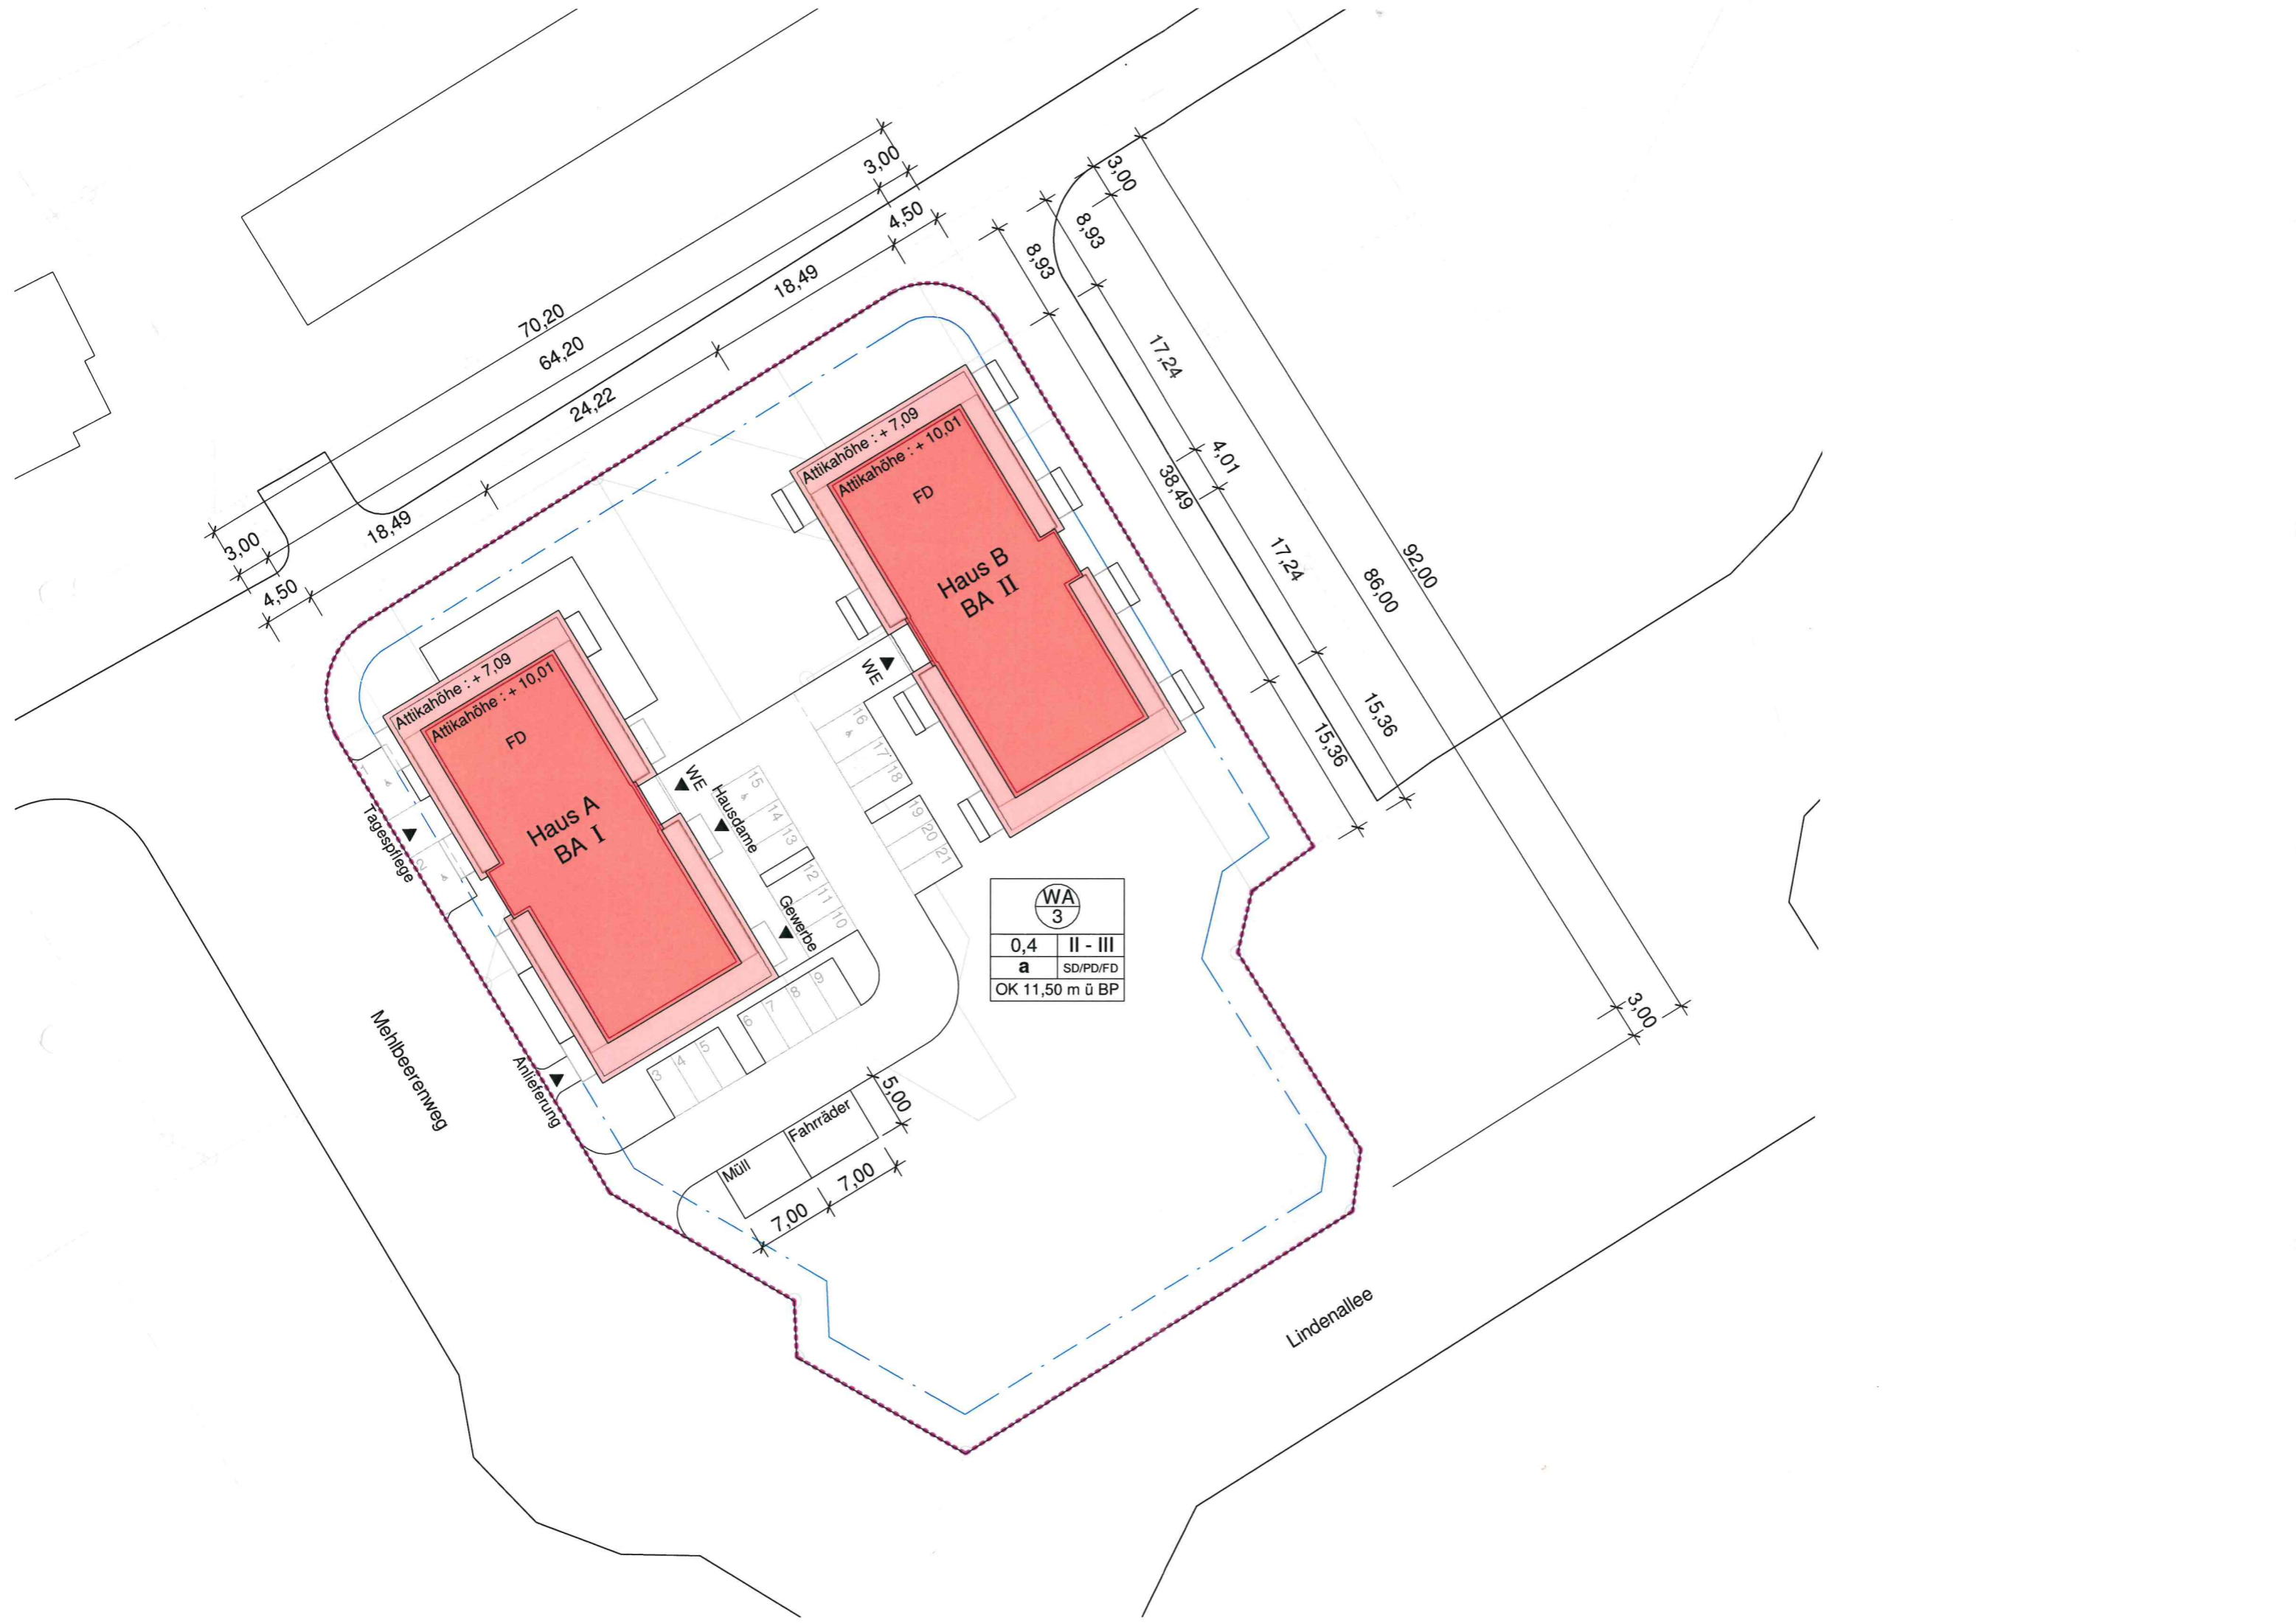 3,00
3,00
4,50
8,93
8,93
18,49
70,20
64,20
17,24
24,22
4,01
38,49
18,49
3,00
4,50
17,24
92,00
86,00
15,36
15,36
3,00
Attikahöhe : + 7,09
Attikahöhe : + 10,01
FD
Haus B
BA II
WE
Attikahöhe : + 7,09
Attikahöhe : + 10,01
FD
Haus A
BA I
WE
Hausdame
Gewerbe
Tagespflege
Anlieferung
1
2
3
4
5
6
7
8
9
10
11
12
13
14
15
16
17
18
19
20
21
WA
3
0,4 II - III
a SD/PD/FD
OK 11,50 m ü BP
Müll
Fahrräder
5,00
7,00
7,00
Mehlbeerenweg
Lindenallee